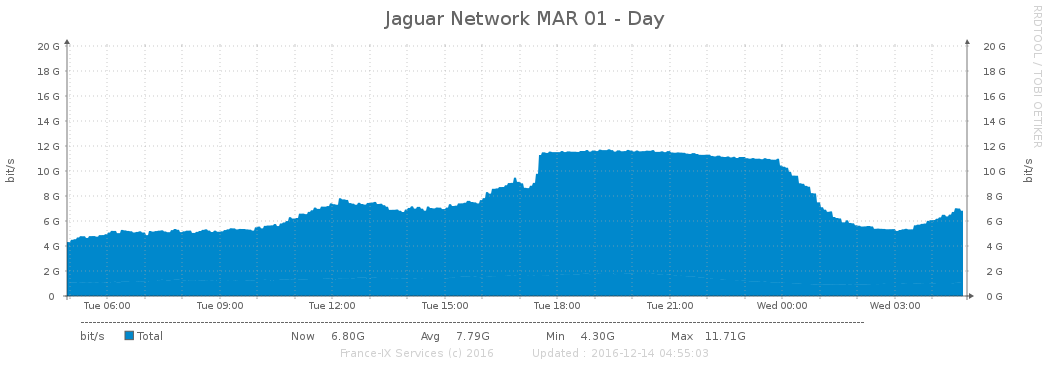 Jaguar Network MAR 01 - Day
RRDTOOL / TOBI OETIKER
20 G 20 G
18 G 18 G
16 G 16 G
14 G 14 G
12 G 12 G
10 G 10 G
8 G 8 G
6 G 6 G
4 G 4 G
2 G 2 G
0 0 G
bit/s bit/s
Tue 06:00 Tue 09:00 Tue 12:00 Tue 15:00 Tue 18:00 Tue 21:00 Wed 00:00 Wed 03:00
bit/s Total Now 6.80G Avg 7.79G Min 4.30G Max 11.71G
France-IX Services (c) 2016 Updated : 2016-12-14 04:55:03